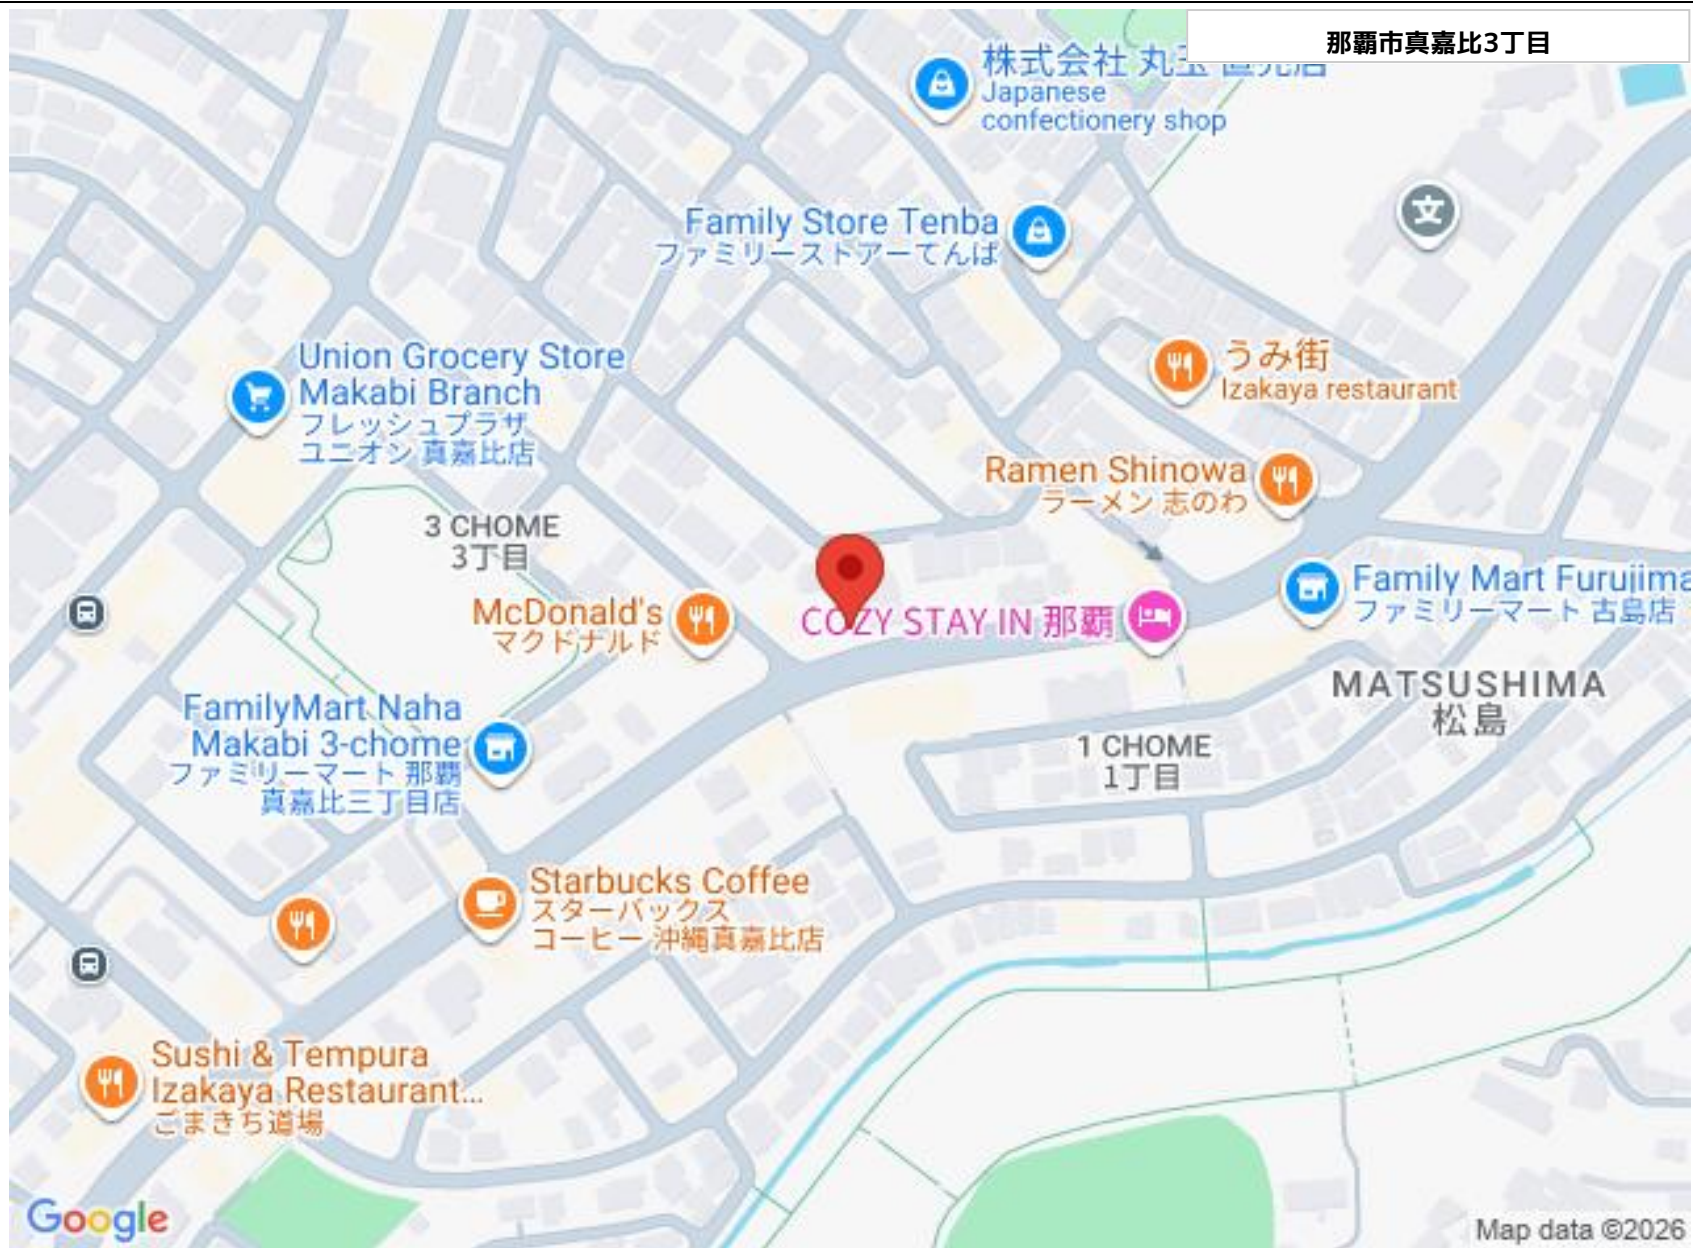 那覇市真嘉比3丁目
株式会社 丸玉 直売店
Japanese
confectionery shop
文
Family Store Tenba
ファミリーストアーてんば
うみ街
Izakaya restaurant
Union Grocery Store
Makabi Branch
フレッシュプラザ
ユニオン 真嘉比店
Ramen Shinowa
ラーメン 志のわ
3 CHOME
3丁目
McDonald's
マクドナルド
COZY STAY IN 那覇
Family Mart Furujima
ファミリーマート 古島店
MATSUSHIMA
松島
FamilyMart Naha
Makabi 3-chome
ファミリーマート 那覇
真嘉比三丁目店
1 CHOME
1丁目
Starbucks Coffee
スターバックス
コーヒー 沖縄真嘉比店
Sushi & Tempura
Izakaya Restaurant...
ごまきち道場
Google
Map data ©2026